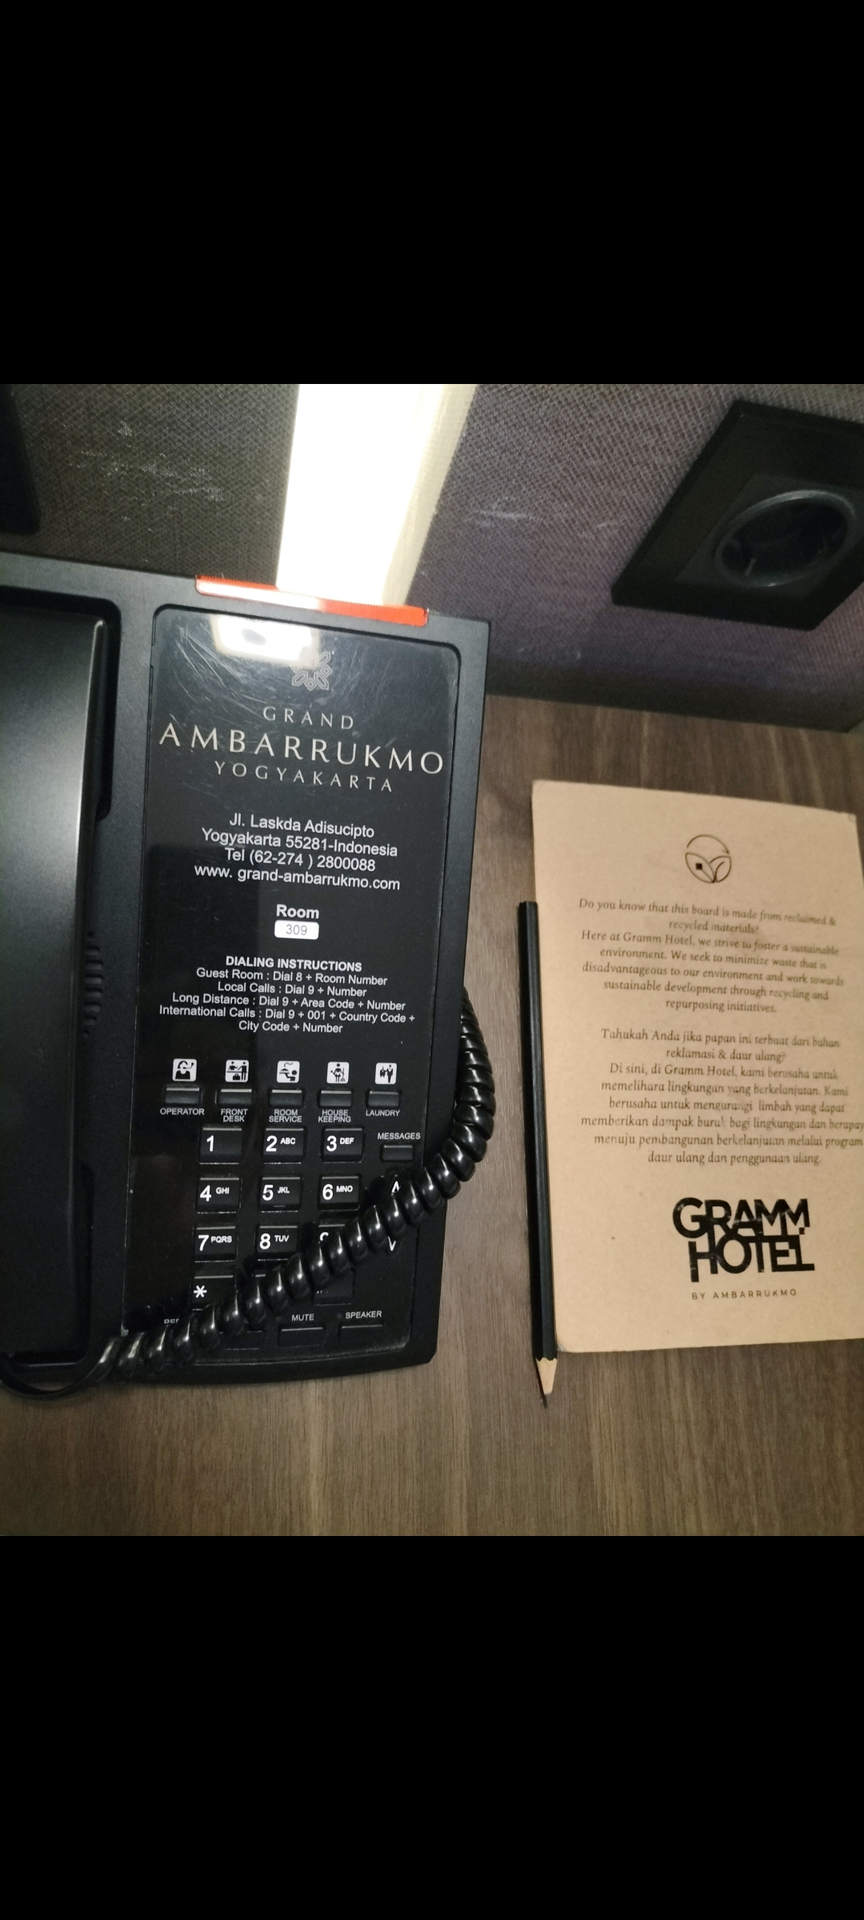 GRAND
AMBARRUKMO
YOGYAKARTA
Jl. Laskda Adisucipto
Yogyakarta 55281-Indonesia
Tel (62-274 ) 2800088
www. grand-ambarrukmo.com
Room
309
DIALING INSTRUCTIONS
Guest Room : Dial 8 + Room Number
Local Calls : Dial 9 + Number
Long Distance : Dial 9 + Area Code + Number
International Calls : Dial 9 + 001 + Country Code +
City Code + Number
OPERATOR
FRONT DESK
ROOM SERVICE
HOUSE KEEPING
LAUNDRY
1
2 ABC
3 DEF
MESSAGES
4 GHI
5 JKL
6 MNO
7 PQRS
8 TUV
*
MUTE
SPEAKER
Do you know that this board is made from reclaimed &
recycled materials?
Here at Gramm Hotel, we strive to foster a sustainable
environment. We seek to minimize waste that is
disadvantageous to our environment and work towards
sustainable development through recycling and
repurposing initiatives.
Tahukah Anda jika papan ini terbuat dari bahan
reklamasi & daur ulang?
Di sini, di Gramm Hotel, kami berusaha untuk
memelihara lingkungan yang berkelanjutan. Kami
berusaha untuk mengurangi limbah yang dapat
memberikan dampak buruk bagi lingkungan dan berupay
menuju pembangunan berkelanjutan melalui program
daur ulang dan penggunaan ulang.
GRAMM
HOTEL
BY AMBARRUKMO